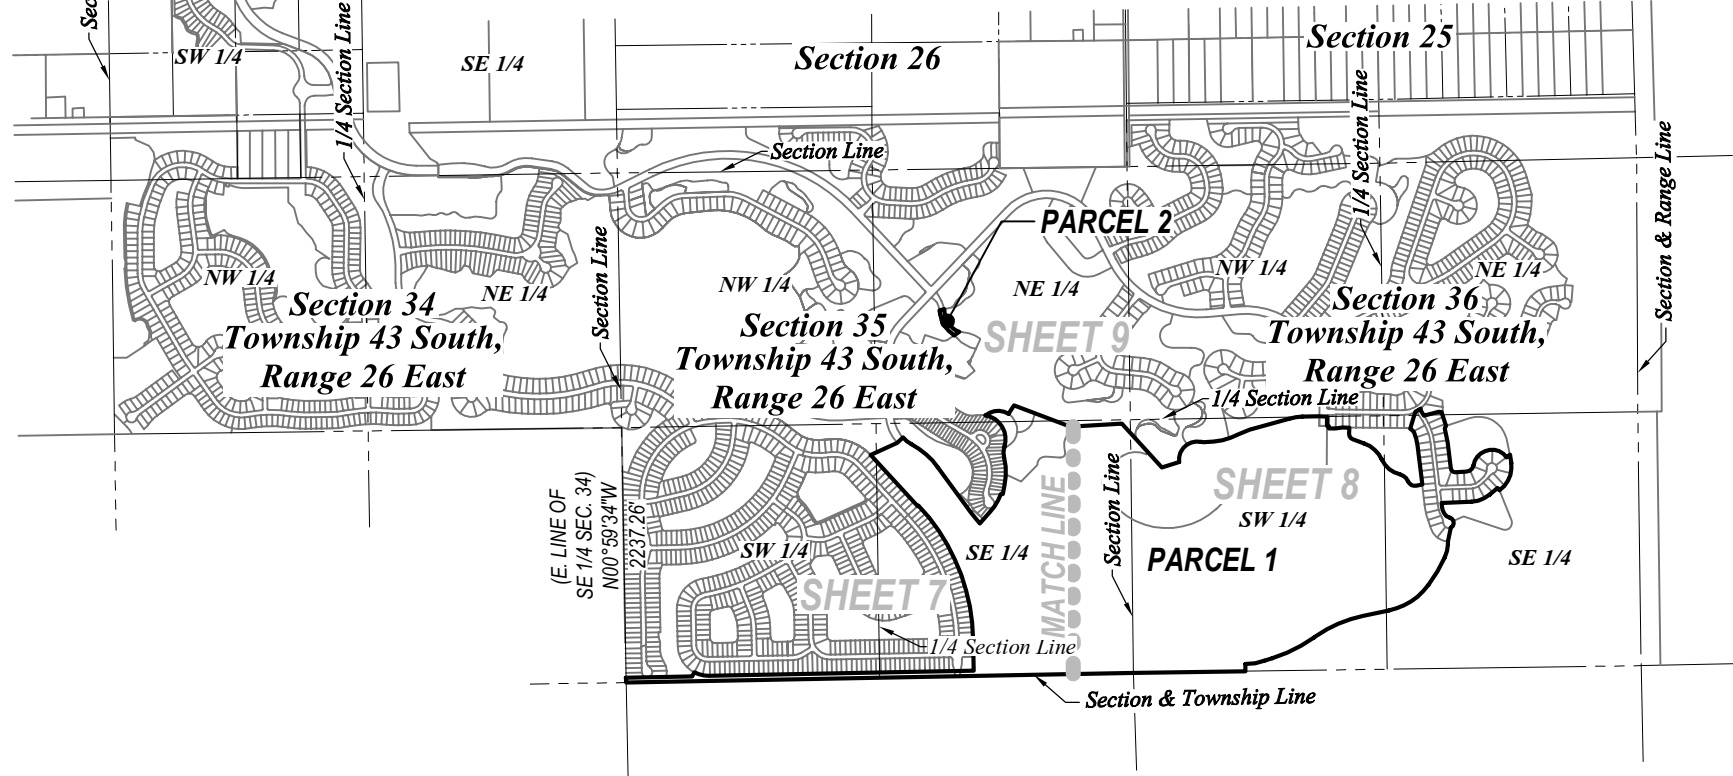 Sec
SW 1/4
1/4 Section Line
SE 1/4
Section 26
Section 25
1/4 Section Line
Section & Range Line
Section Line
PARCEL 2
NW 1/4
NE 1/4
Section Line
NW 1/4
NE 1/4
NW 1/4
NE 1/4
Section 34
Township 43 South,
Range 26 East
Section 35
Township 43 South,
Range 26 East
SHEET 9
Section 36
Township 43 South,
Range 26 East
1/4 Section Line
(E. LINE OF
SE 1/4 SEC. 34)
N00°59'34"W
2237.26'
SW 1/4
SHEET 7
SE 1/4
MATCH LINE
Section Line
SHEET 8
SW 1/4
PARCEL 1
SE 1/4
1/4 Section Line
Section & Township Line